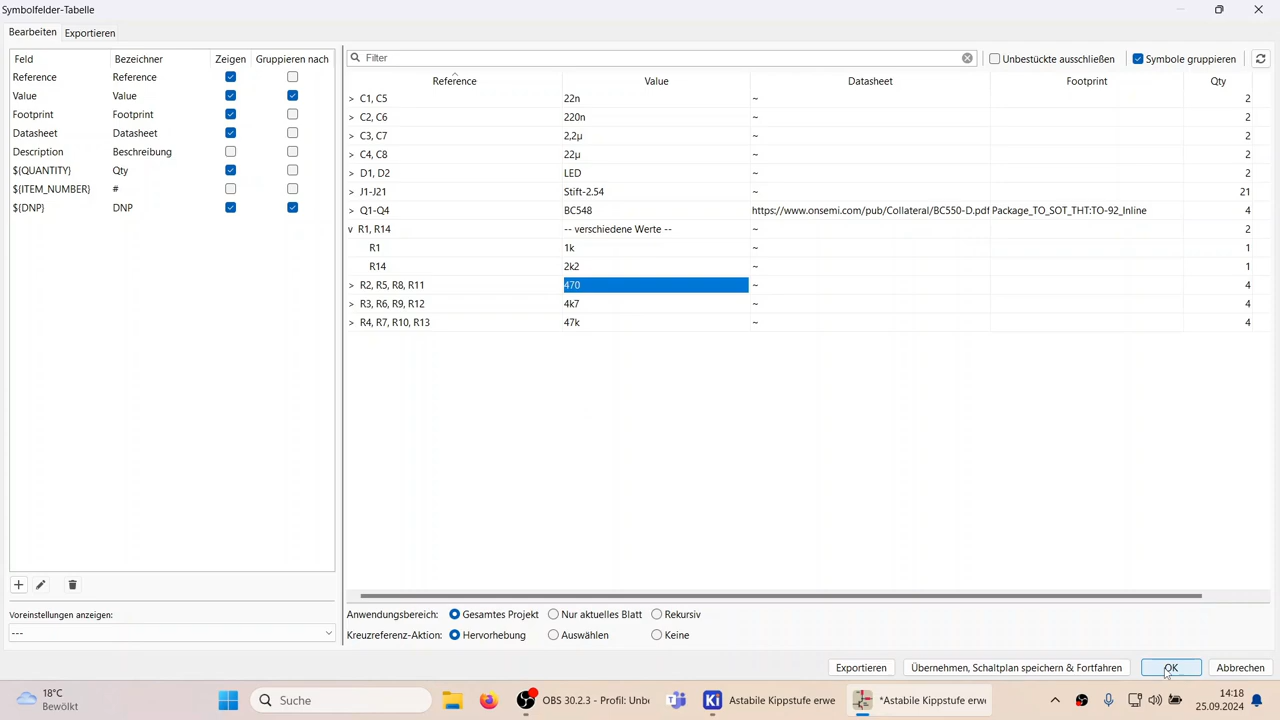 Symbolfelder-Tabelle
Bearbeiten Exportieren
Feld Bezeichner Zeigen Gruppieren nach
Reference Reference
Value Value
Footprint Footprint
Datasheet Datasheet
Description Beschreibung
${QUANTITY} Qty
${ITEM_NUMBER} #
${DNP} DNP
Voreinstellungen anzeigen:
---
Filter Unbestückte ausschließen Symbole gruppieren
Reference Value Datasheet Footprint Qty
> C1, C5 22n ~ 2
> C2, C6 220n ~ 2
> C3, C7 2,2µ ~ 2
> C4, C8 22µ ~ 2
> D1, D2 LED ~ 2
> J1-J21 Stift-2.54 ~ 21
> Q1-Q4 BC548 https://www.onsemi.com/pub/Collateral/BC550-D.pdf Package_TO_SOT_THT:TO-92_Inline 4
v R1, R14 -- verschiedene Werte -- ~ 2
R1 1k ~ 1
R14 2k2 ~ 1
> R2, R5, R8, R11 470 ~ 4
> R3, R6, R9, R12 4k7 ~ 4
> R4, R7, R10, R13 47k ~ 4
Anwendungsbereich: Gesamtes Projekt Nur aktuelles Blatt Rekursiv
Kreuzreferenz-Aktion: Hervorhebung Auswählen Keine
Exportieren Übernehmen, Schaltplan speichern & Fortfahren OK Abbrechen
18°C
Bewölkt
Suche
OBS 30.2.3 - Profil: Unb
Ki
Astabile Kippstufe erwe
*Astabile Kippstufe erwe
14:18
25.09.2024